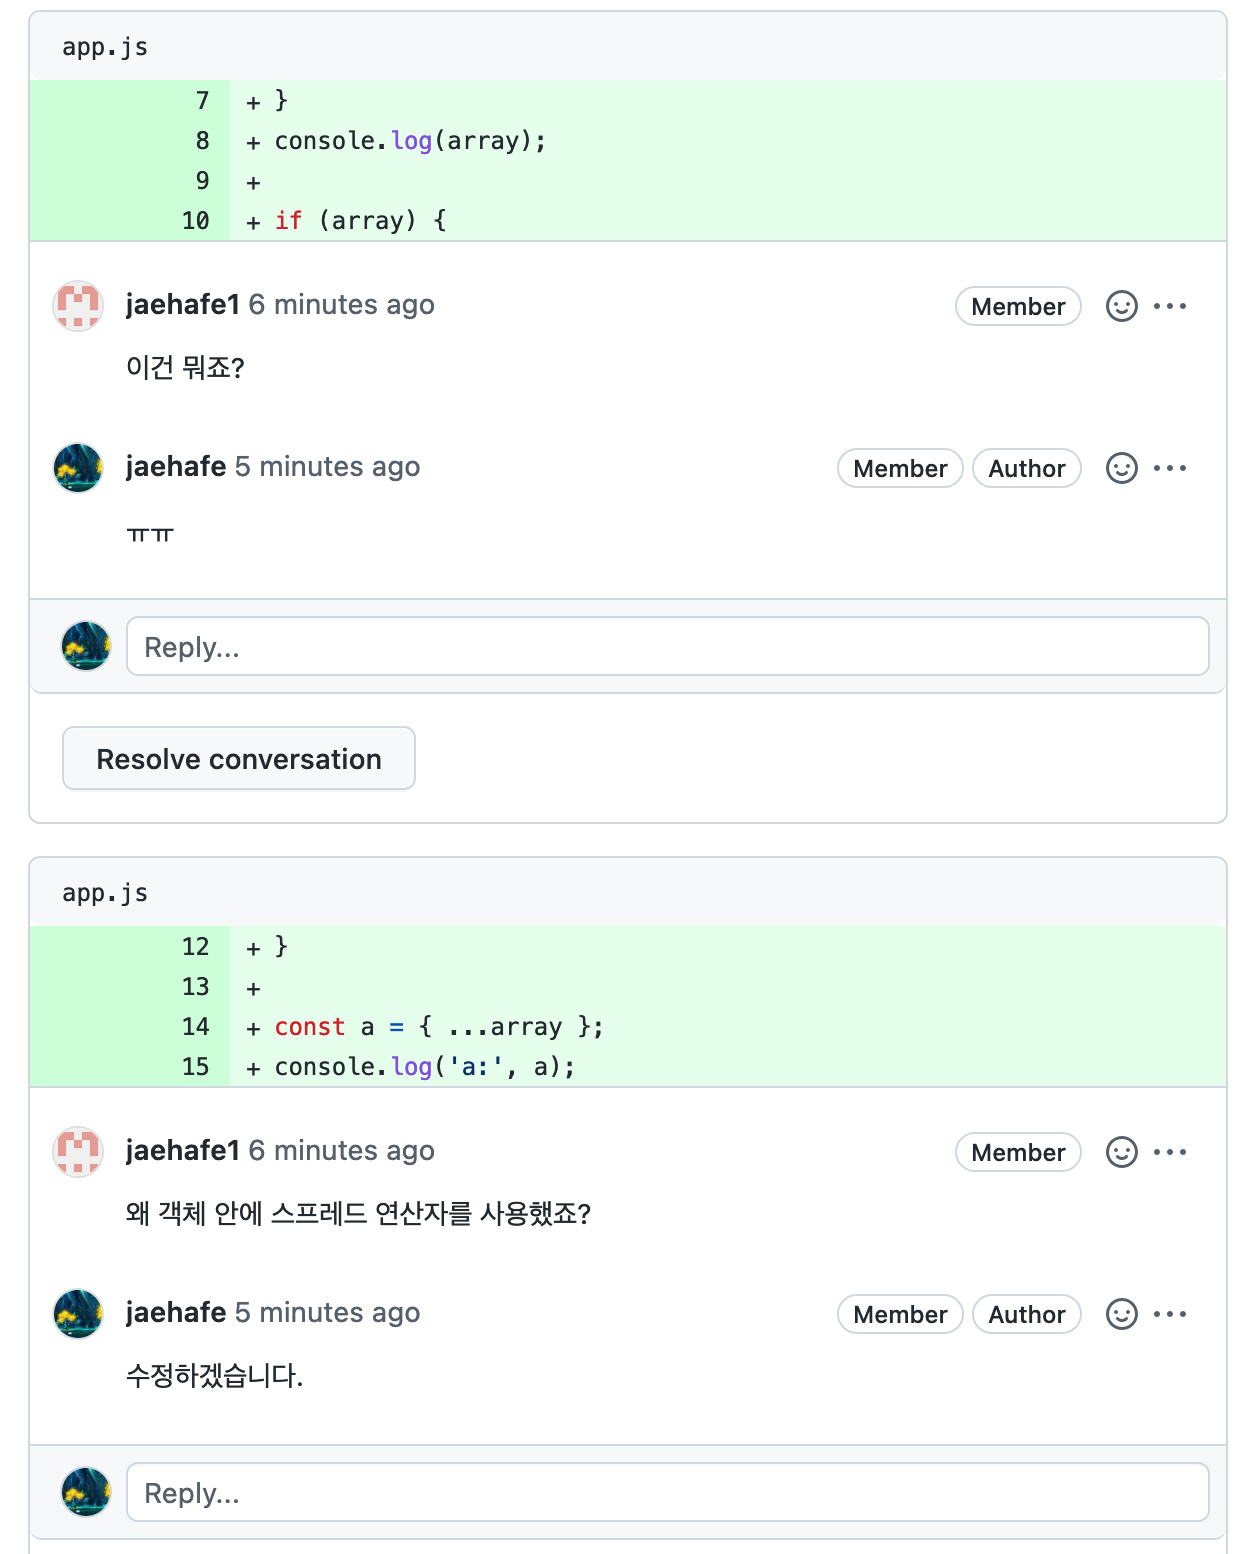 app.js
7 + }
8 + console.log(array);
9 +
10 + if (array) {
jaehafe1 6 minutes ago Member
이건 뭐죠?
jaehafe 5 minutes ago Member Author
ㅠㅠ
Reply...
Resolve conversation
app.js
12 + }
13 +
14 + const a = { ...array };
15 + console.log('a:', a);
jaehafe1 6 minutes ago Member
왜 객체 안에 스프레드 연산자를 사용했죠?
jaehafe 5 minutes ago Member Author
수정하겠습니다.
Reply...